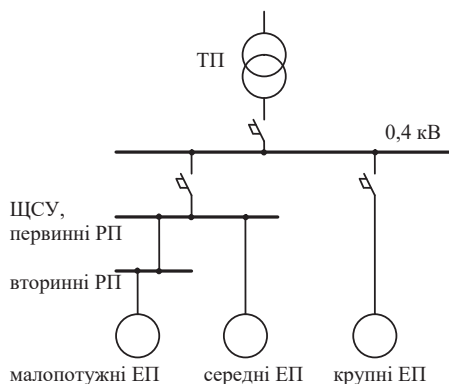 ТП
0,4 кВ
ЩСУ,
первинні РП
вторинні РП
малопотужні ЕП
середні ЕП
крупні ЕП